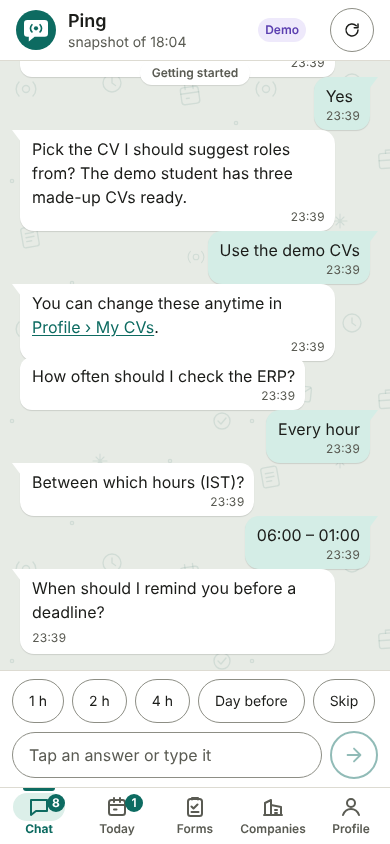 Ping
snapshot of 18:04
Demo
23:39
Getting started
Yes
23:39
Pick the CV I should suggest roles
from? The demo student has three
made-up CVs ready.
23:39
Use the demo CVs
23:39
You can change these anytime in
Profile › My CVs.
23:39
How often should I check the ERP?
23:39
Every hour
23:39
Between which hours (IST)?
23:39
06:00 – 01:00
23:39
When should I remind you before a
deadline?
23:39
1 h
2 h
4 h
Day before
Skip
Tap an answer or type it
8
1
Chat
Today
Forms
Companies
Profile